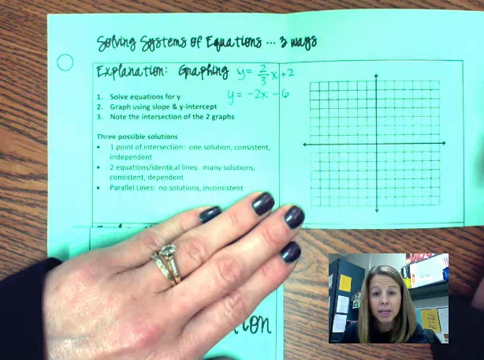 Solving Systems of Equations ... 3 ways
Explanation: Graphing y = 2/3 x + 2
y = -2x - 6
1. Solve equations for y
2. Graph using slope & y-intercept
3. Note the intersection of the 2 graphs
Three possible solutions
• 1 point of intersection: one solution, consistent,
independent
• 2 equations/identical lines: many solutions,
consistent, dependent
• Parallel Lines: no solutions, inconsistent